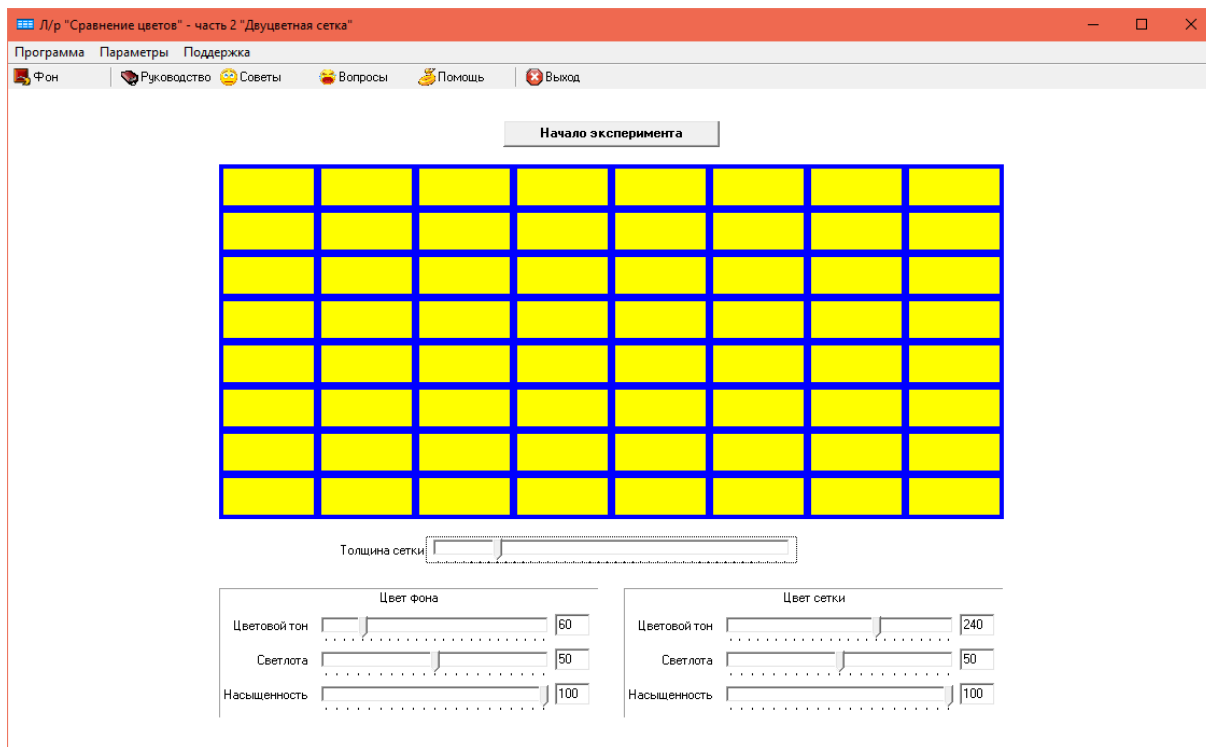 Л/р "Сравнение цветов" - часть 2 "Двуцветная сетка"
Программа Параметры Поддержка
Фон Руководство Советы Вопросы Помощь Выход
Начало эксперимента
Толщина сетки
Цвет фона
Цветовой тон 60
Светлота 50
Насыщенность 100
Цвет сетки
Цветовой тон 240
Светлота 50
Насыщенность 100